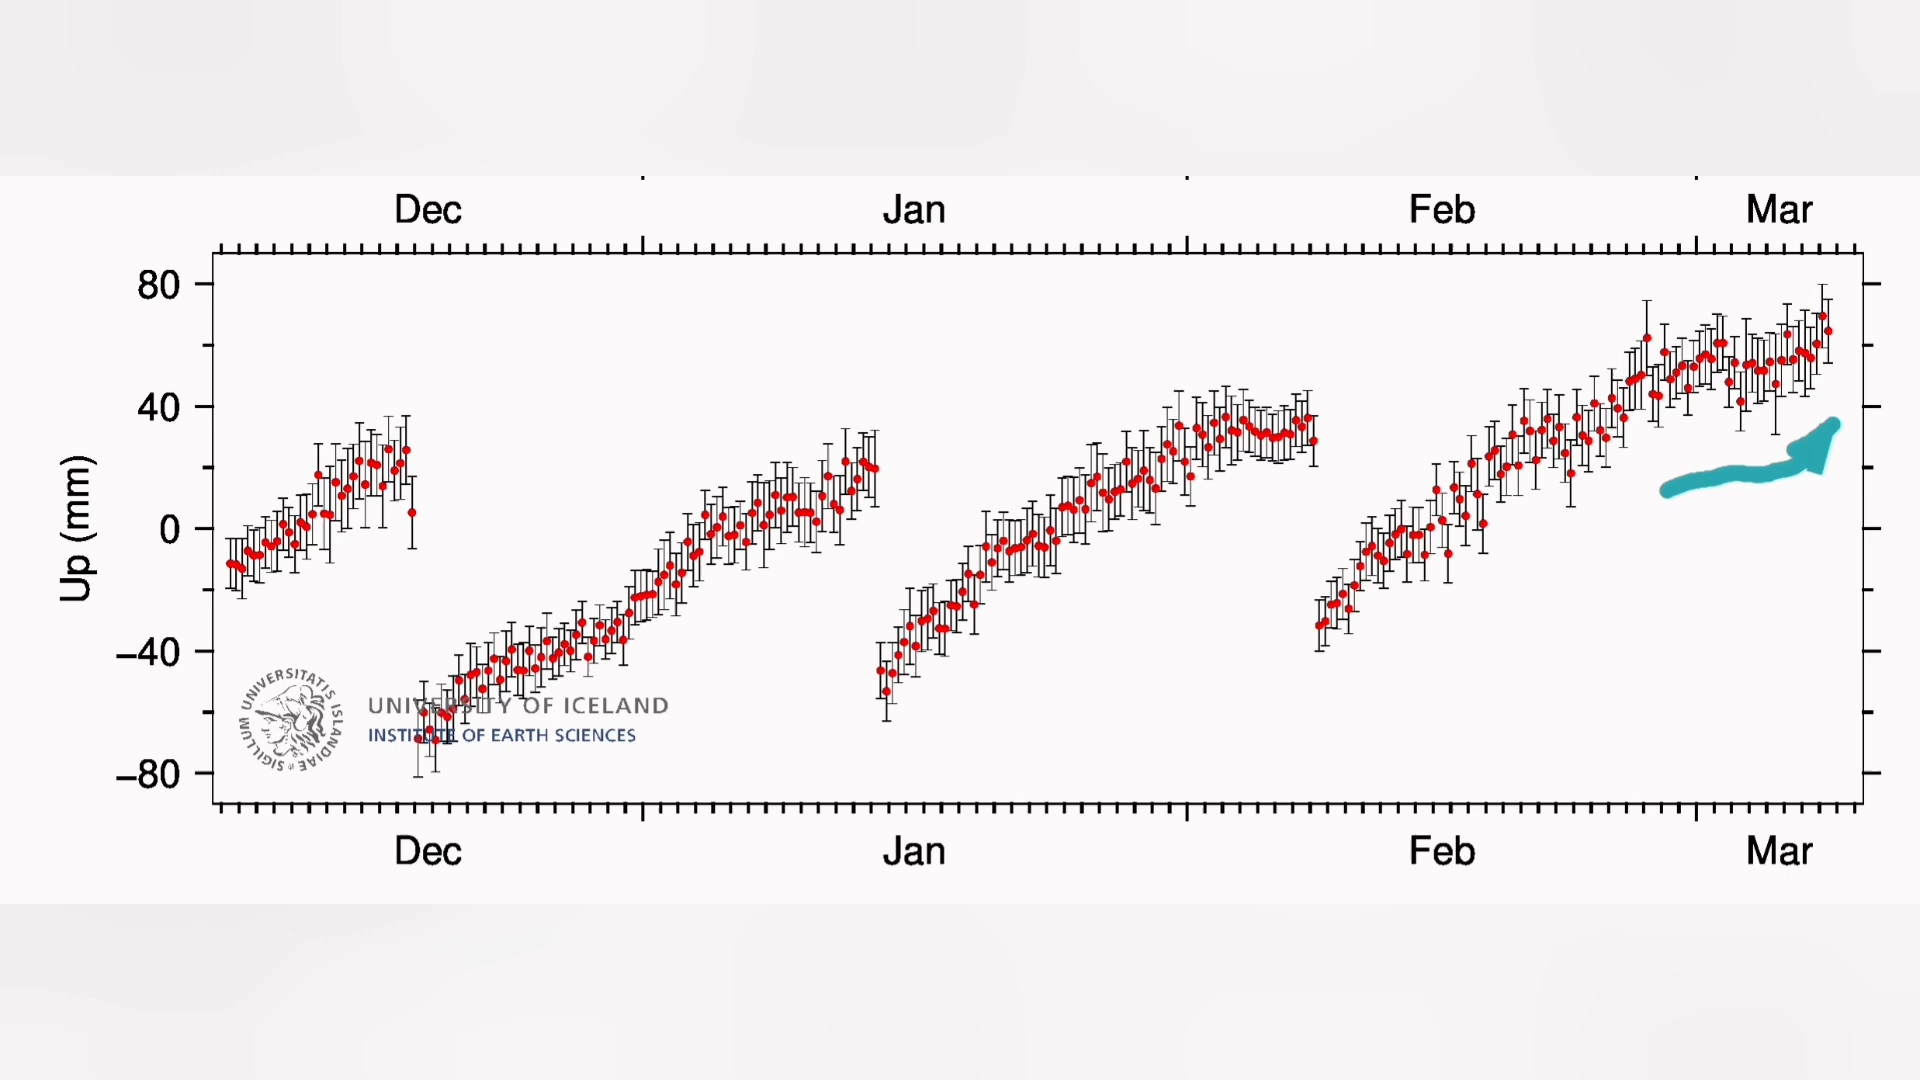 Dec Jan Feb Mar
80
40
0
−40
−80
Up (mm)
SIGILLUM UNIVERSITATIS ISLANDIAE
UNIVERSITY OF ICELAND
INSTITUTE OF EARTH SCIENCES
Dec Jan Feb Mar